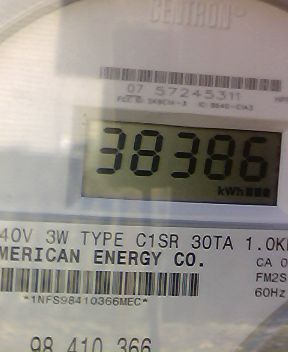 CENTRON®
07 57245311
38386
kWh
40V 3W TYPE C1SR 30TA 1.0K
MERICAN ENERGY CO.
CA 0
FM2S
60Hz
*1NFS98410366MEC*
98 410 366